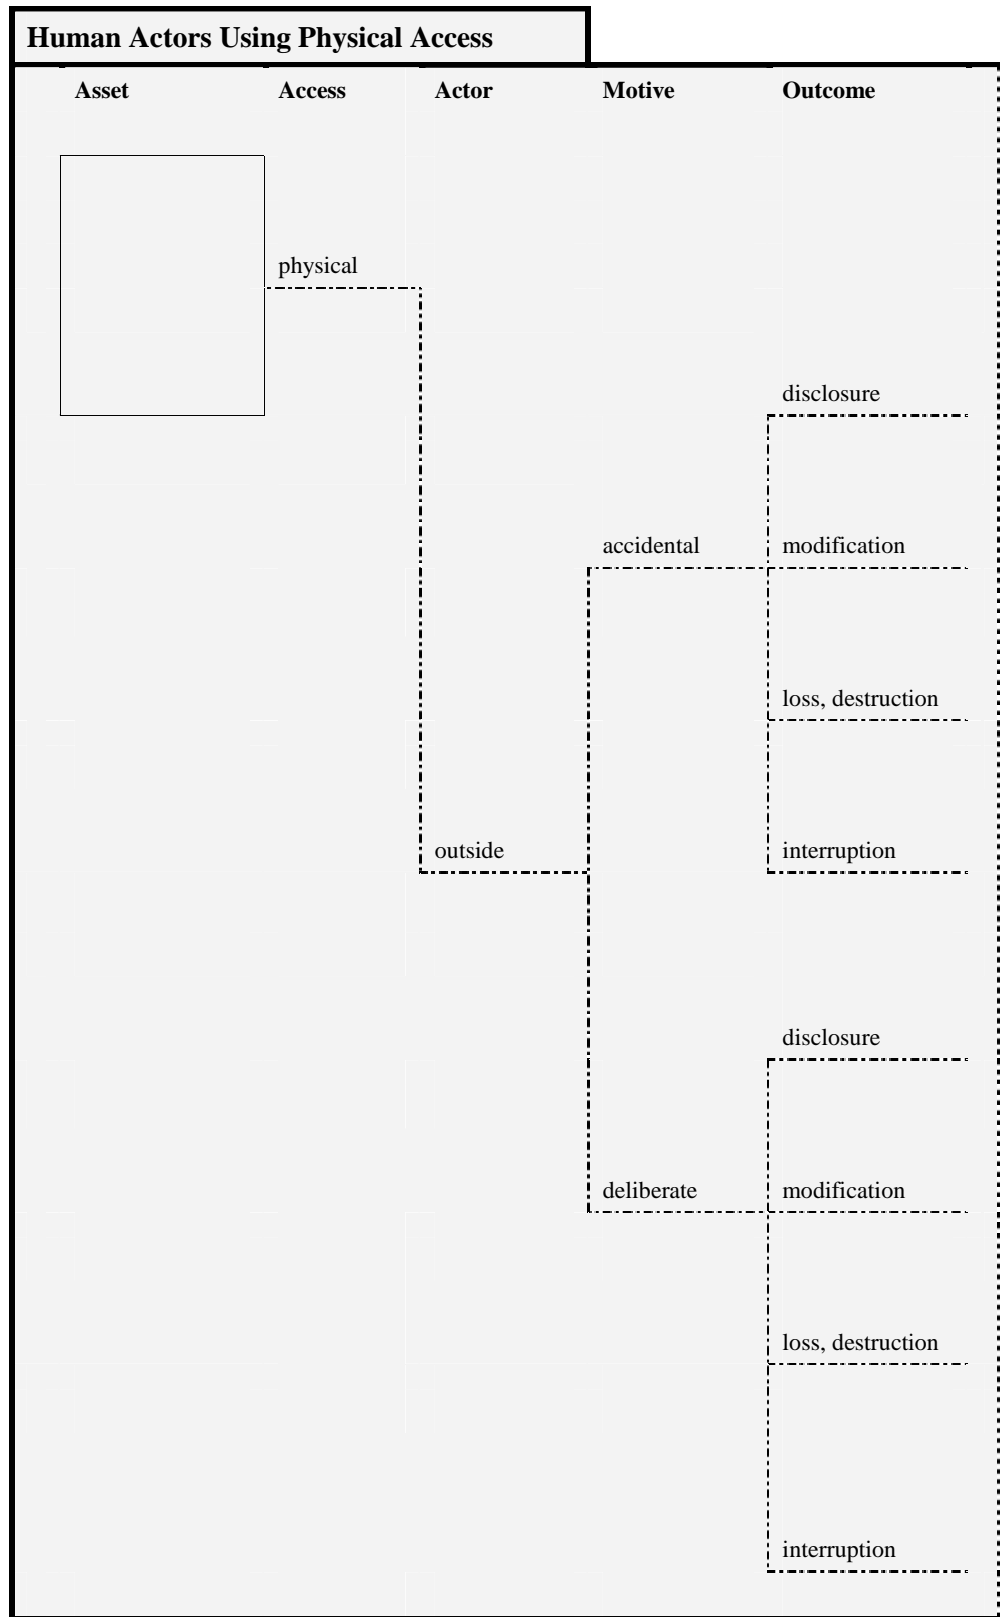 Human Actors Using Physical Access
Asset Access Actor Motive Outcome
physical
disclosure
accidental modification
loss, destruction
outside interruption
disclosure
deliberate modification
loss, destruction
interruption